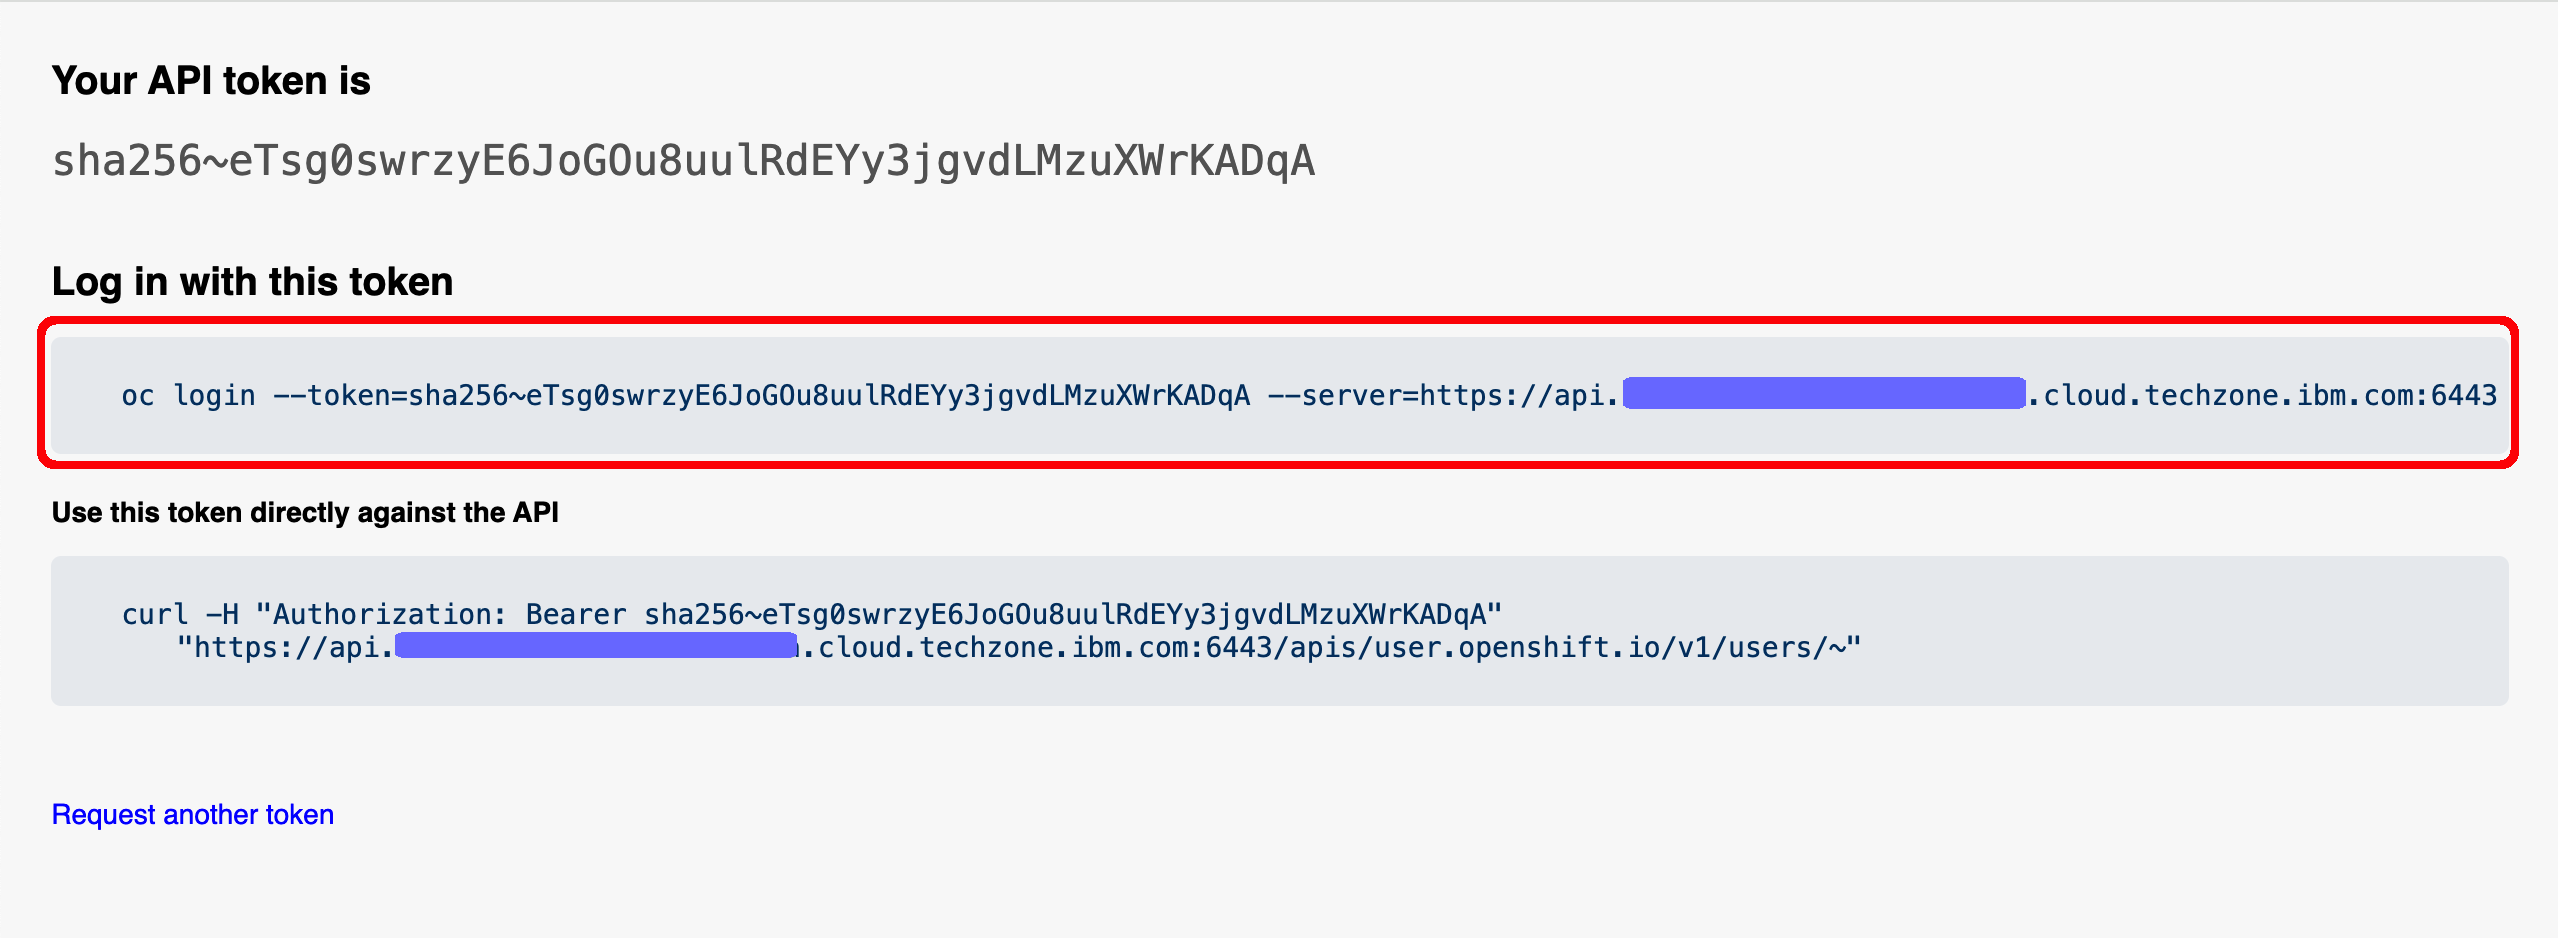 Your API token is
sha256~eTsg0swrzyE6JoGOu8uulRdEYy3jgvdLMzuXWrKADqA
Log in with this token
oc login --token=sha256~eTsg0swrzyE6JoGOu8uulRdEYy3jgvdLMzuXWrKADqA --server=https://api. .cloud.techzone.ibm.com:6443
Use this token directly against the API
curl -H "Authorization: Bearer sha256~eTsg0swrzyE6JoGOu8uulRdEYy3jgvdLMzuXWrKADqA"
"https://api. .cloud.techzone.ibm.com:6443/apis/user.openshift.io/v1/users/~"
Request another token